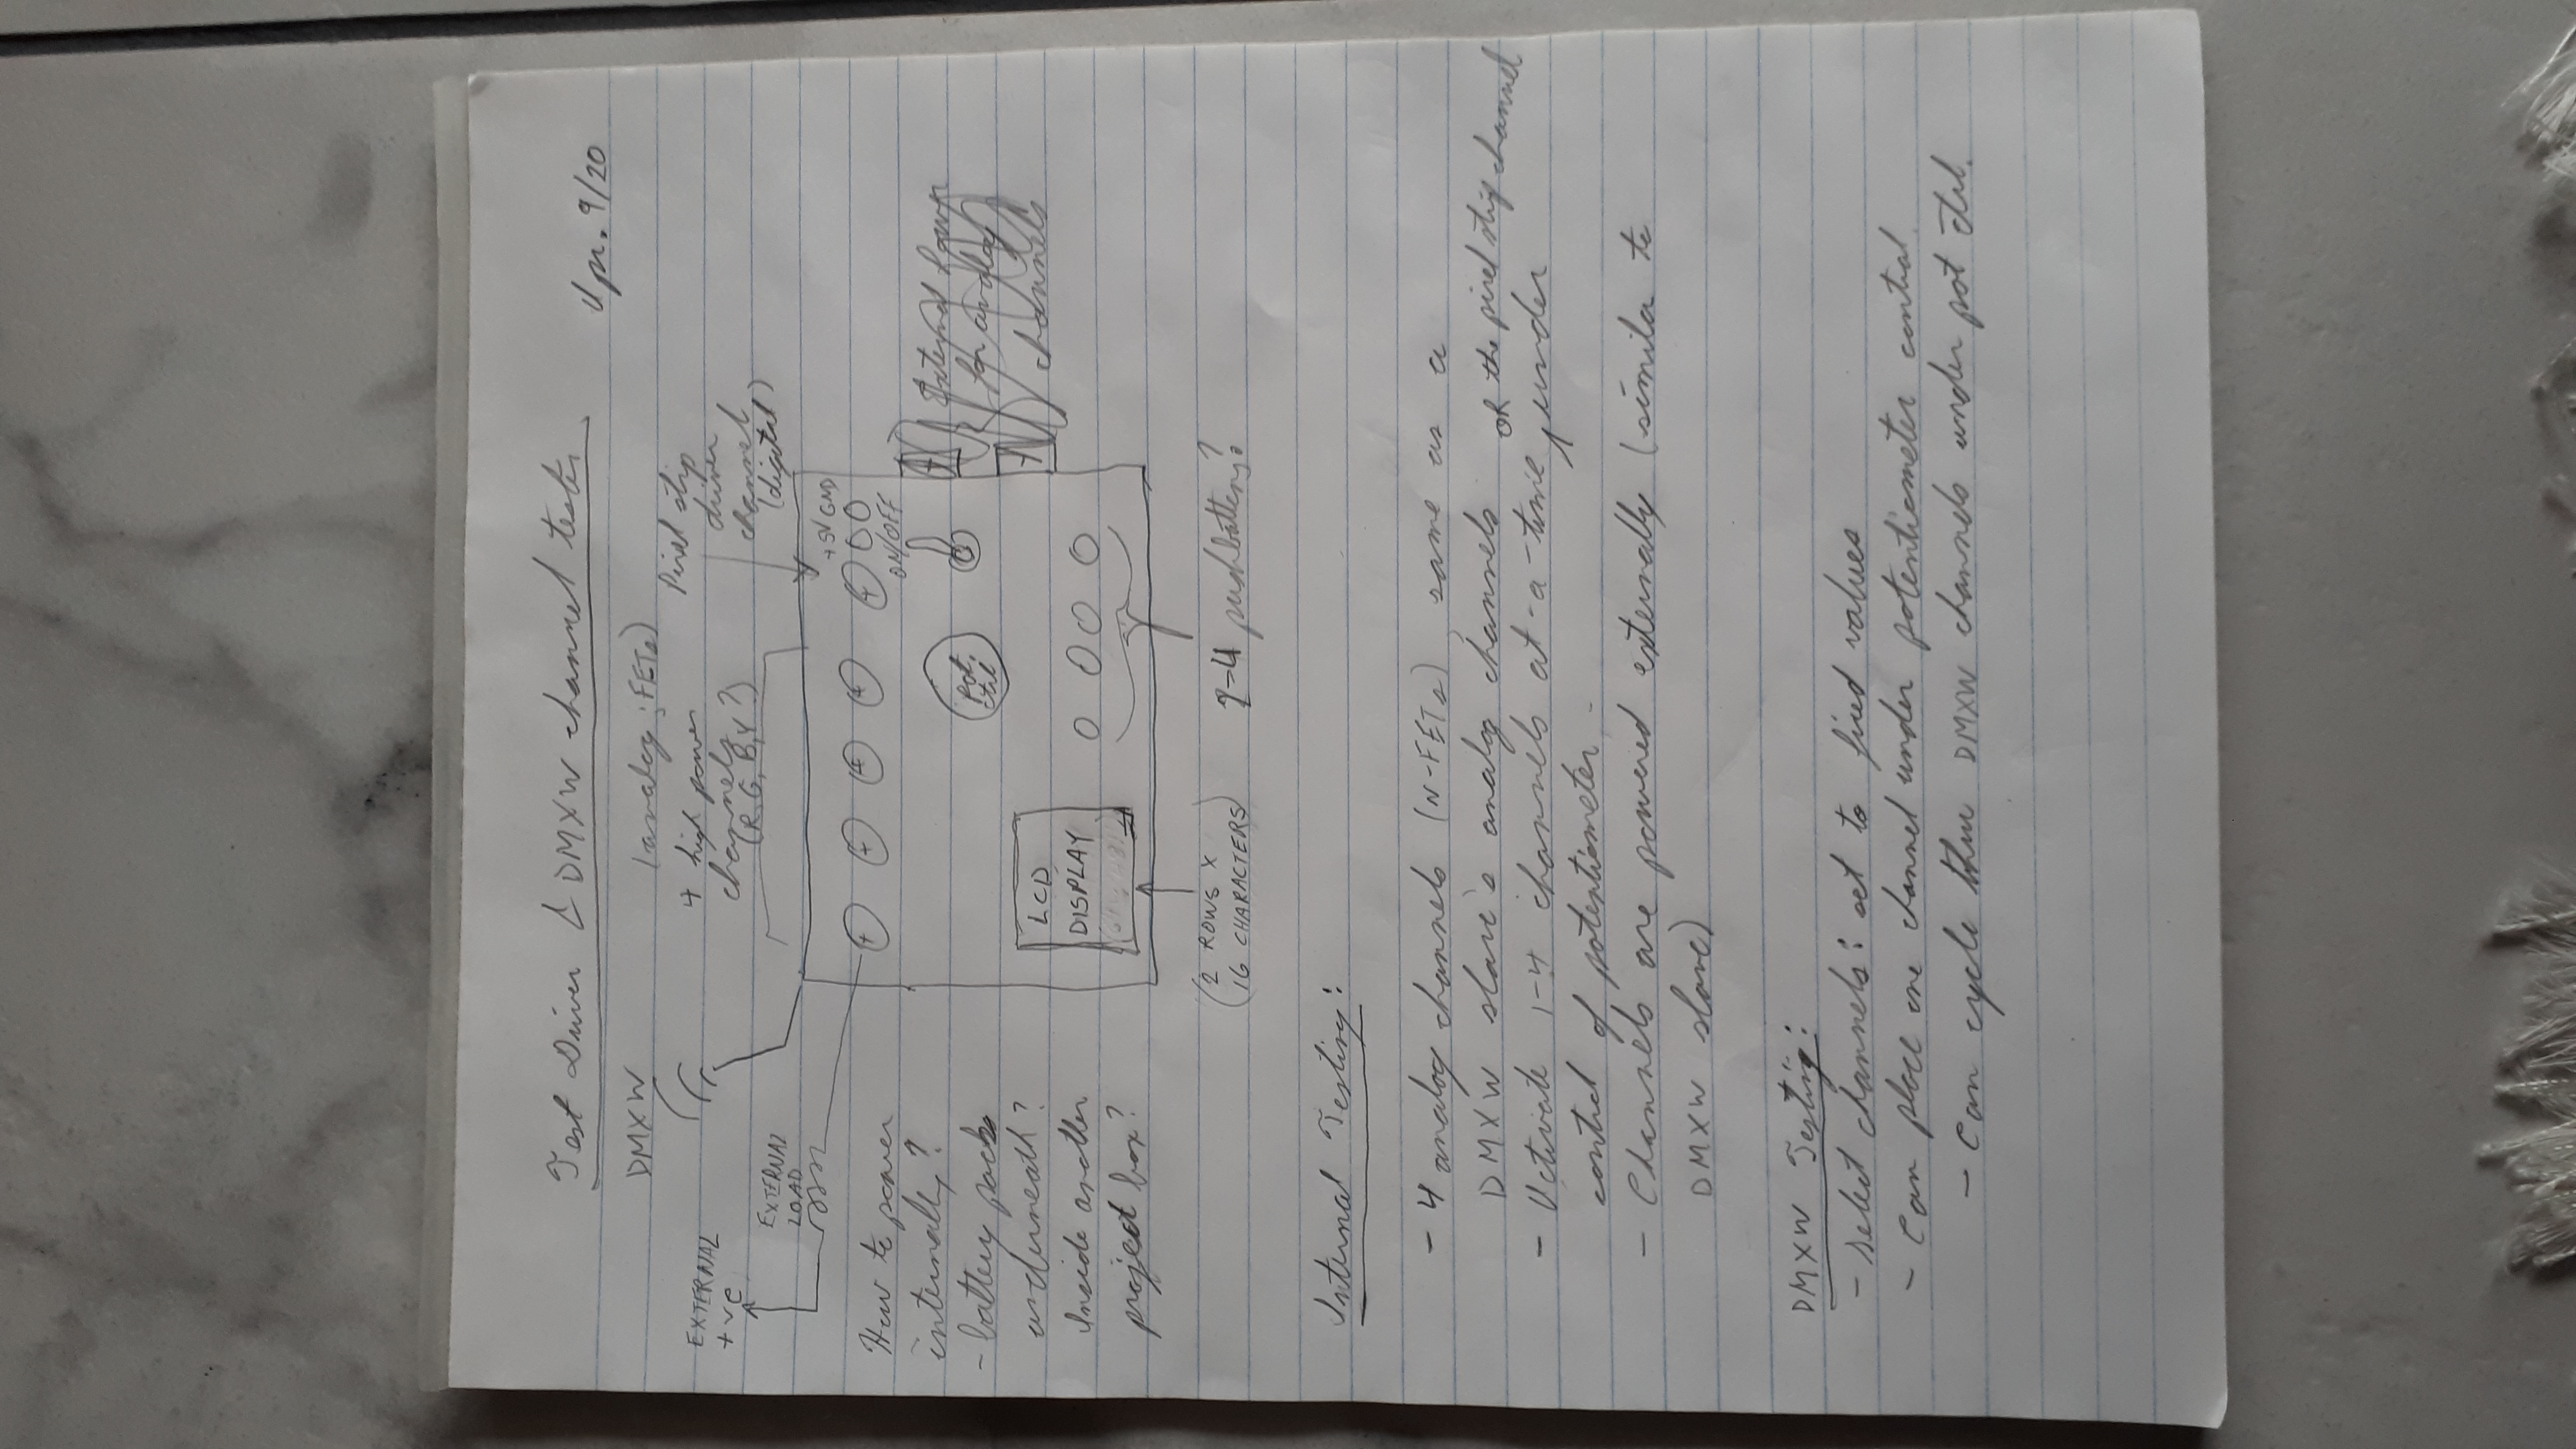 Test Driver & DMXW channel tester
Apr. 9/20
DMXW
(analog; FETs)
4 high power
channels
(R, G, B, Y?)
Pixel strip
driver
channel
(digital)
EXTERNAL
+ve
EXTERNAL
LOAD
+5V GND
ON/OFF
How to power
internally?
- battery packs
underneath?
Inside another
project box?
pot.
ctrl
External Power
for analog
channels
LCD
DISPLAY
(2 ROWS X
16 CHARACTERS)
2-4 pushbuttons?
Internal Testing:
- 4 analog channels (N-FETs), same as a
DMXW slave's analog channels
- Activate 1-4 channels at-a-time, or the pixel strip channel under
control of potentiometer.
- Channels are powered externally (similar to
DMXW slave)
DMXW Testing:
- select channels: set to fixed values
- Can place one channel under potentiometer control.
- Can cycle thru DMXW channels under pot ctrl.